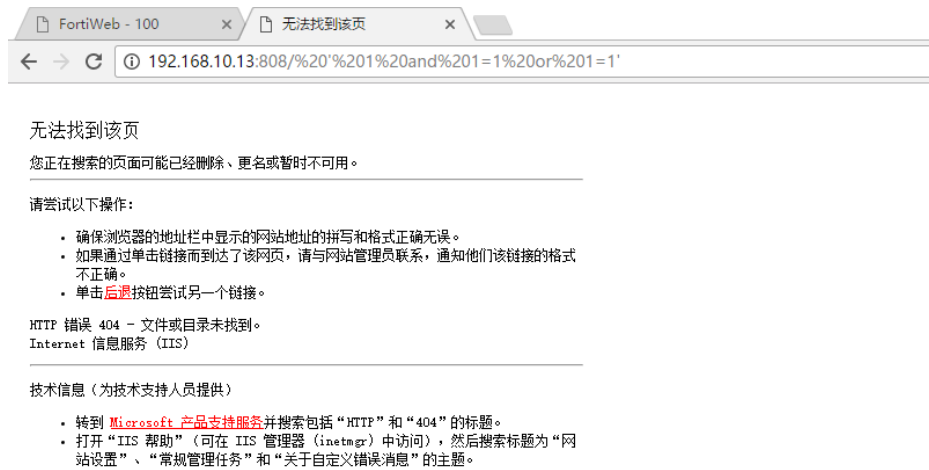 FortiWeb - 100
无法找到该页
192.168.10.13:808/%20'%201%20and%201=1%20or%201=1'
无法找到该页
您正在搜索的页面可能已经删除、更名或暂时不可用。
请尝试以下操作：
确保浏览器的地址栏中显示的网站地址的拼写和格式正确无误。
如果通过单击链接而到达了该网页，请与网站管理员联系，通知他们该链接的格式
不正确。
单击后退按钮尝试另一个链接。
HTTP 错误 404 - 文件或目录未找到。
Internet 信息服务 (IIS)
技术信息（为技术支持人员提供）
转到 Microsoft 产品支持服务并搜索包括“HTTP”和“404”的标题。
打开“IIS 帮助”（可在 IIS 管理器 (inetmgr) 中访问），然后搜索标题为“网
站设置”、“常规管理任务”和“关于自定义错误消息”的主题。